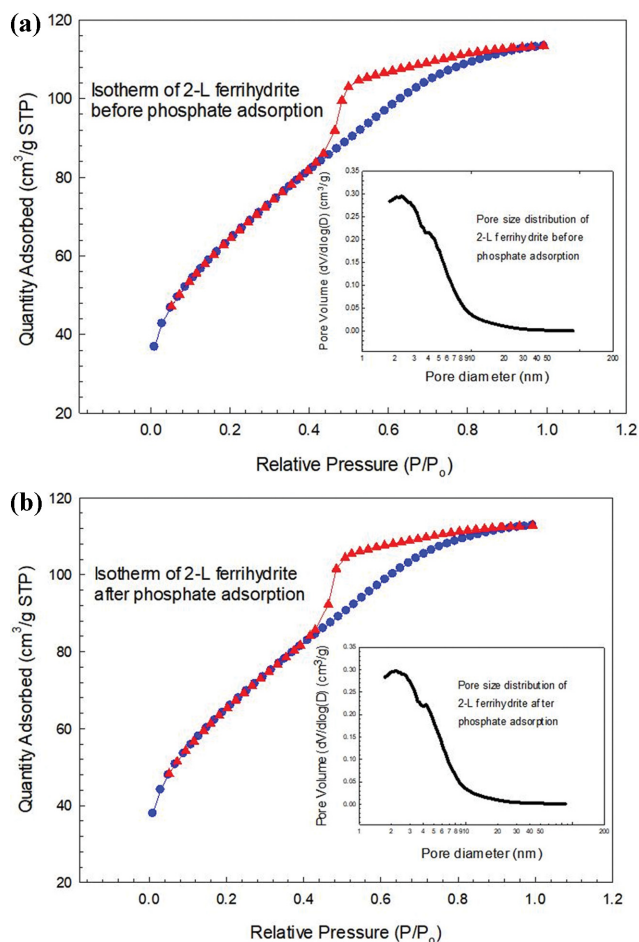 (a)
120
100
80
60
40
20
Quantity Adsorbed (cm³/g STP)
Isotherm of 2-L ferrihydrite
before phosphate adsorption
0.35
0.30
0.25
0.20
0.15
0.10
0.05
0.00
Pore Volume (dV/dlog(D) (cm³/g)
Pore size distribution of
2-L ferrihydrite before
phosphate adsorption
1 2 3 4 5 6 7 8 910 20 30 40 50 200
Pore diameter (nm)
0.0 0.2 0.4 0.6 0.8 1.0 1.2
Relative Pressure (P/Pₒ)
(b)
120
100
80
60
40
20
Quantity Adsorbed (cm³/g STP)
Isotherm of 2-L ferrihydrite
after phosphate adsorption
0.35
0.30
0.25
0.20
0.15
0.10
0.05
0.00
Pore Volume (dV/dlog(D) (cm³/g)
Pore size distribution of
2-L ferrihydrite after
phosphate adsorption
1 2 3 4 5 6 7 8 910 20 30 40 50 200
Pore diameter (nm)
0.0 0.2 0.4 0.6 0.8 1.0 1.2
Relative Pressure (P/Pₒ)